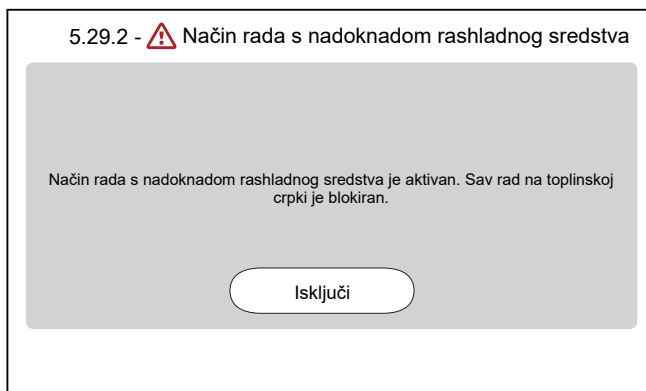 5.29.2 - Način rada s nadoknadom rashladnog sredstva
Način rada s nadoknadom rashladnog sredstva je aktivan. Sav rad na toplinskoj
crpki je blokiran.
Isključi